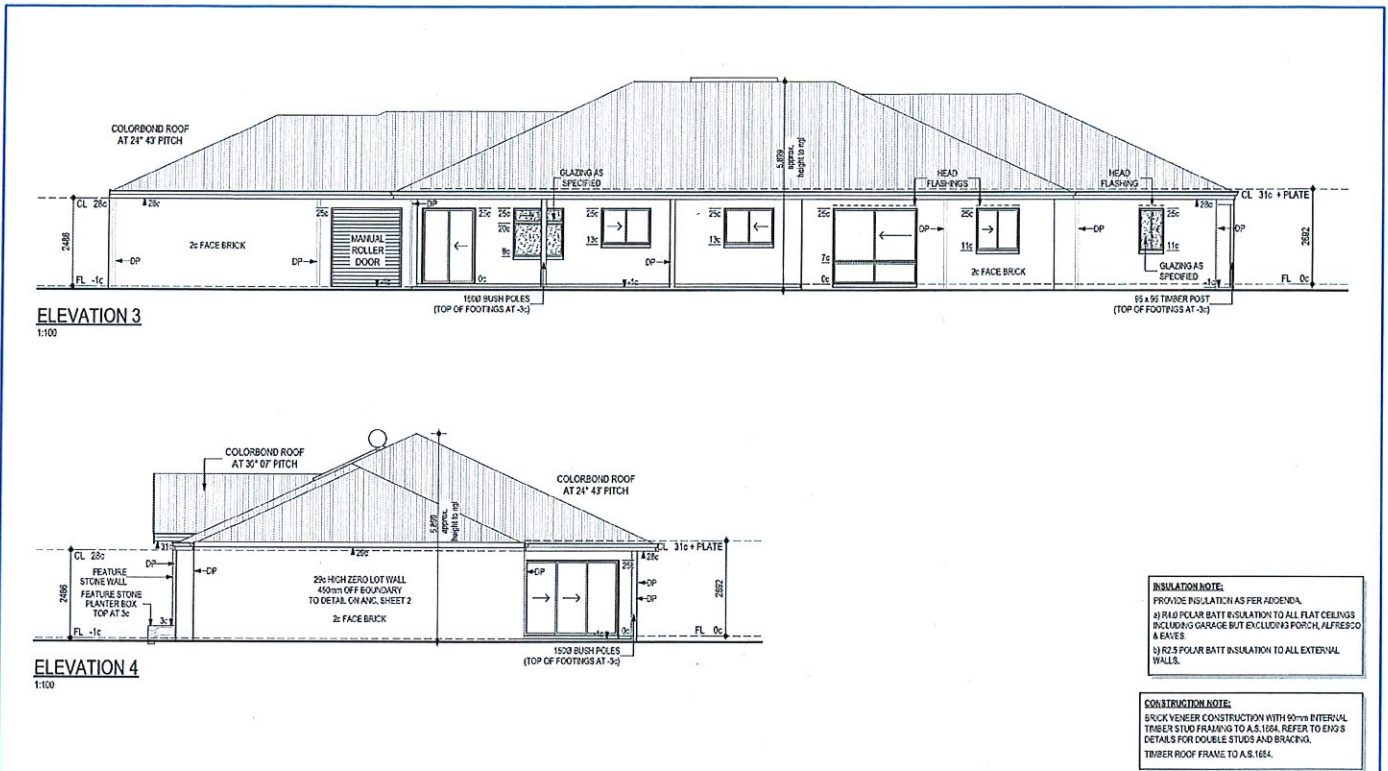 COLORBOND ROOF
AT 24° 43' PITCH
GLAZING AS
SPECIFIED
5,899
approx.
height to ngl
HEAD
FLASHINGS
HEAD
FLASHING
CL 28c
28c
DP
CL 31c + PLATE
28c
2486
25c
25c
25c
20c
9c
25c
13c
25c
13c
25c
7c
0c
25c
11c
25c
11c
2692
2c FACE BRICK
MANUAL
ROLLER
DOOR
DP
DP
DP
DP
DP
DP
2c FACE BRICK
GLAZING AS
SPECIFIED
FL -1c
-1c
0c
-1c
-1c
FL 0c
150Ø BUSH POLES
(TOP OF FOOTINGS AT -3c)
95 x 95 TIMBER POST
(TOP OF FOOTINGS AT -3c)
ELEVATION 3
1:100
COLORBOND ROOF
AT 30° 07' PITCH
COLORBOND ROOF
AT 24° 43' PITCH
5,899
approx.
height to ngl
CL 28c
31c
29c
CL 31c + PLATE
28c
2486
DP
DP
FEATURE
STONE WALL
FEATURE STONE
PLANTER BOX
TOP AT 3c
3c
29c HIGH ZERO LOT WALL
450mm OFF BOUNDARY
TO DETAIL ON ANC. SHEET 2
2c FACE BRICK
DP
25c
DP
DP
2692
FL -1c
-1c
0c
FL 0c
150Ø BUSH POLES
(TOP OF FOOTINGS AT -3c)
ELEVATION 4
1:100
INSULATION NOTE:
PROVIDE INSULATION AS PER ADDENDA.
a) R4.0 POLAR BATT INSULATION TO ALL FLAT CEILINGS
INCLUDING GARAGE BUT EXCLUDING PORCH, ALFRESCO
& EAVES.
b) R2.5 POLAR BATT INSULATION TO ALL EXTERNAL
WALLS.
CONSTRUCTION NOTE:
BRICK VENEER CONSTRUCTION WITH 90mm INTERNAL
TIMBER STUD FRAMING TO A.S.1684. REFER TO ENG'S
DETAILS FOR DOUBLE STUDS AND BRACING.
TIMBER ROOF FRAME TO A.S.1684.